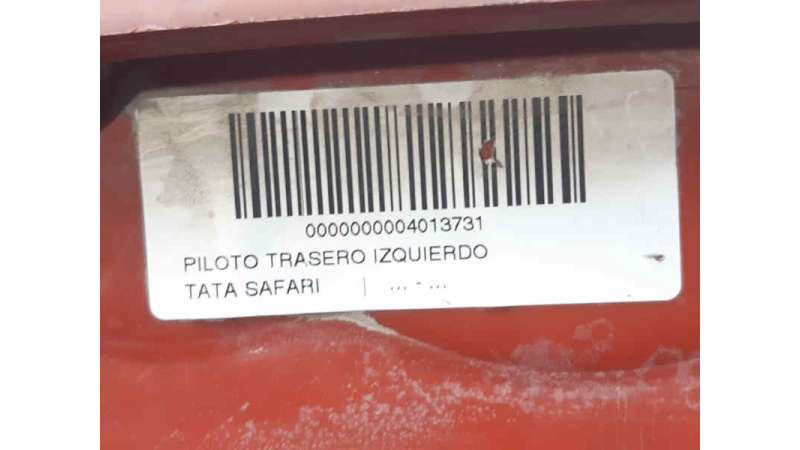 0000000004013731
PILOTO TRASERO IZQUIERDO
TATA SAFARI | ... - ...